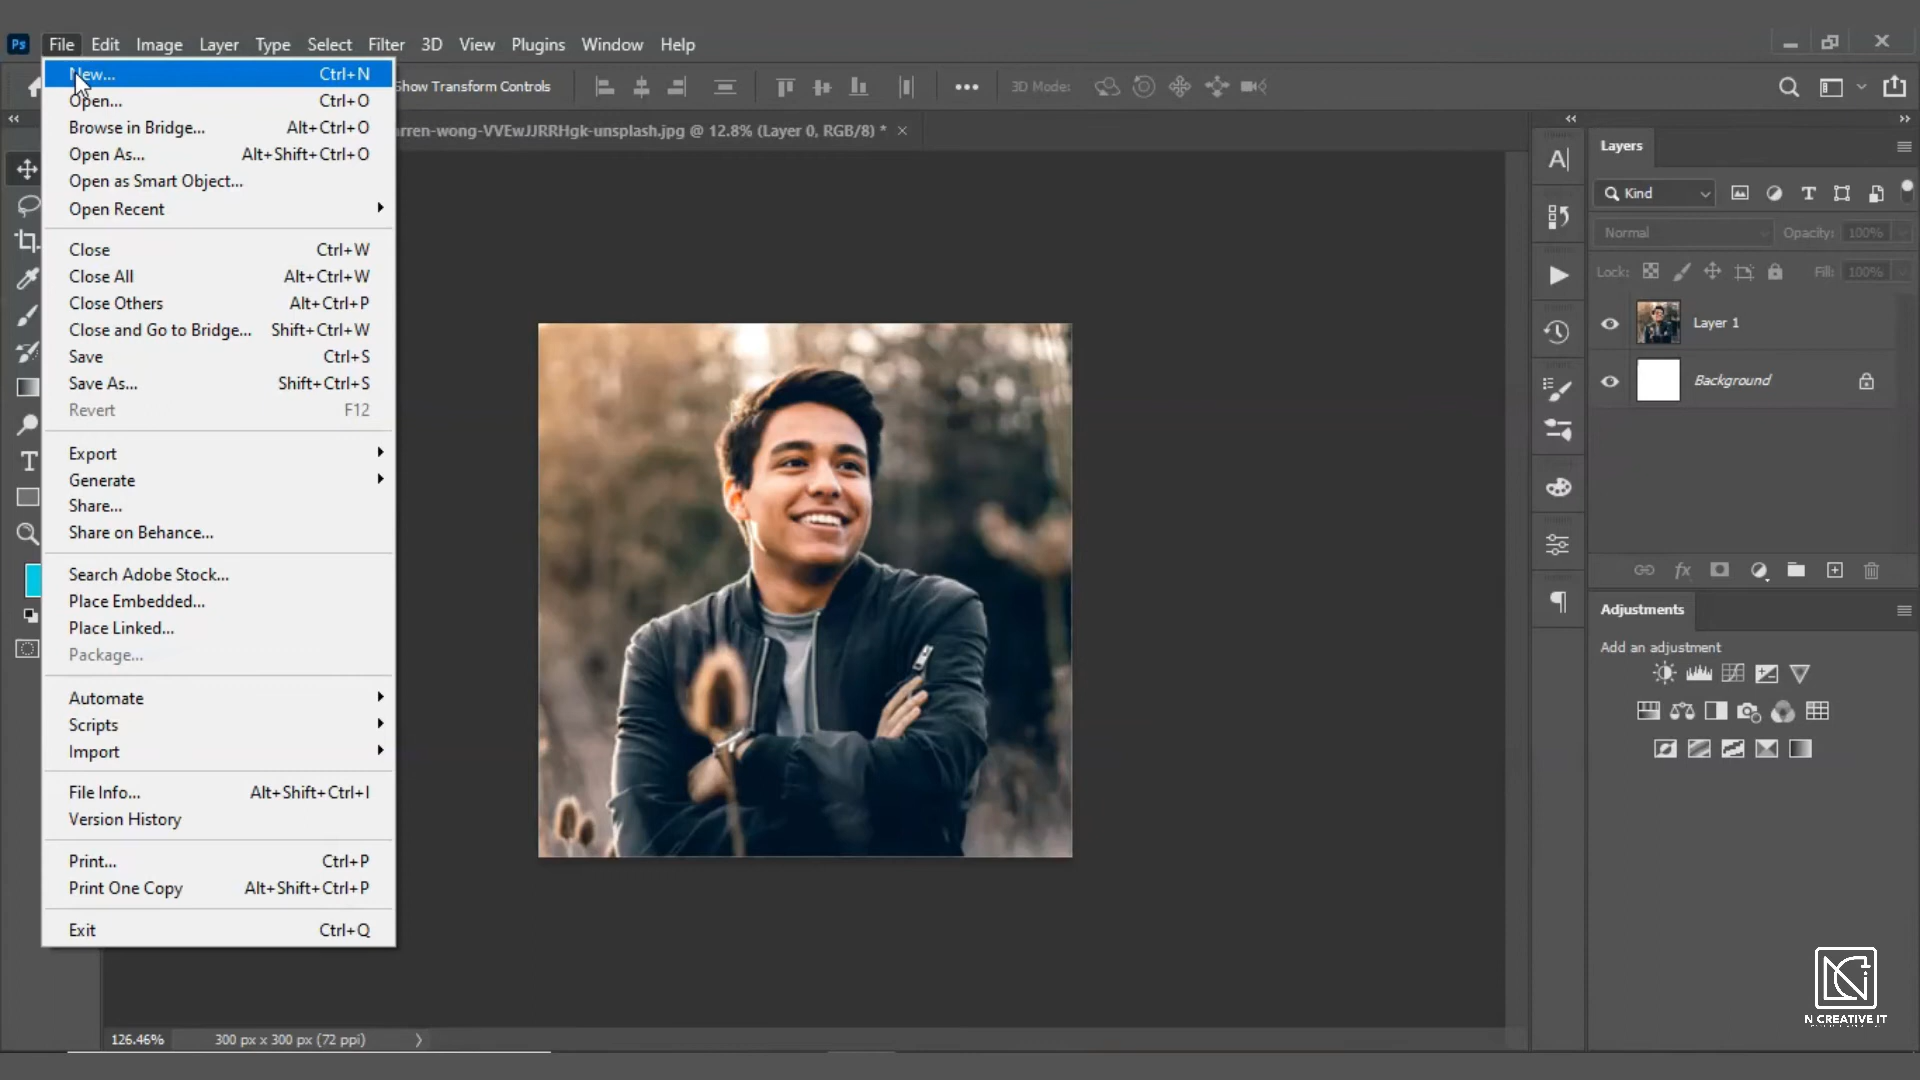 Ps File Edit Image Layer Type Select Filter 3D View Plugins Window Help
New... Ctrl+N
Show Transform Controls
3D Mode:
Open... Ctrl+O
Browse in Bridge... Alt+Ctrl+O
arren-wong-VVEwJJRRHgk-unsplash.jpg @ 12.8% (Layer 0, RGB/8) *
Open As... Alt+Shift+Ctrl+O
Open as Smart Object...
Open Recent
Close Ctrl+W
Close All Alt+Ctrl+W
Close Others Alt+Ctrl+P
Close and Go to Bridge... Shift+Ctrl+W
Save Ctrl+S
Save As... Shift+Ctrl+S
Revert F12
Export
Generate
Share...
Share on Behance...
Search Adobe Stock...
Place Embedded...
Place Linked...
Package...
Automate
Scripts
Import
File Info... Alt+Shift+Ctrl+I
Version History
Print... Ctrl+P
Print One Copy Alt+Shift+Ctrl+P
Exit Ctrl+Q
Layers
Kind
Normal Opacity: 100%
Lock: Fill: 100%
Layer 1
Background
fx
Adjustments
Add an adjustment
126.46% 300 px x 300 px (72 ppi)
N CREATIVE IT